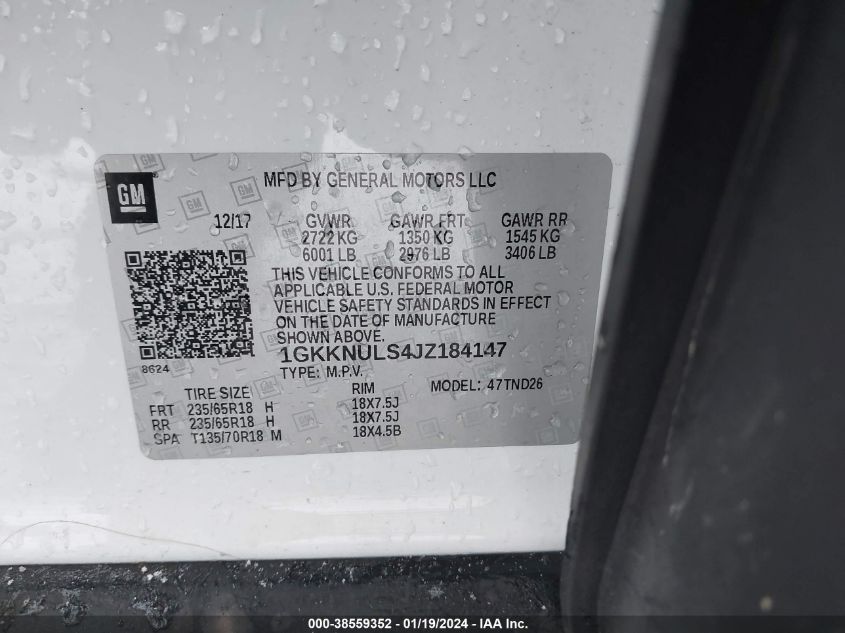 GM
MFD BY GENERAL MOTORS LLC
12/17 GVWR GAWR FRT GAWR RR
2722 KG 1350 KG 1545 KG
6001 LB 2976 LB 3406 LB
THIS VEHICLE CONFORMS TO ALL
APPLICABLE U.S. FEDERAL MOTOR
VEHICLE SAFETY STANDARDS IN EFFECT
ON THE DATE OF MANUFACTURE
SHOWN ABOVE.
8624
1GKKNULS4JZ184147
TYPE: M.P.V. MODEL: 47TND26
TIRE SIZE RIM
FRT 235/65R18 H 18X7.5J
RR 235/65R18 H 18X7.5J
SPA T135/70R18 M 18X4.5B
000-38559352 - 01/19/2024 - IAA Inc.